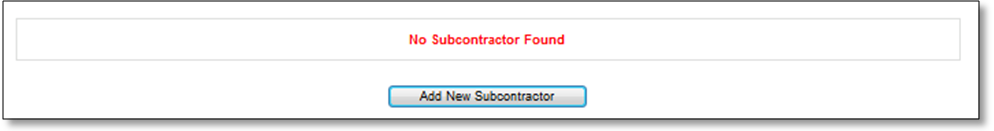 No Subcontractor Found
Add New Subcontractor